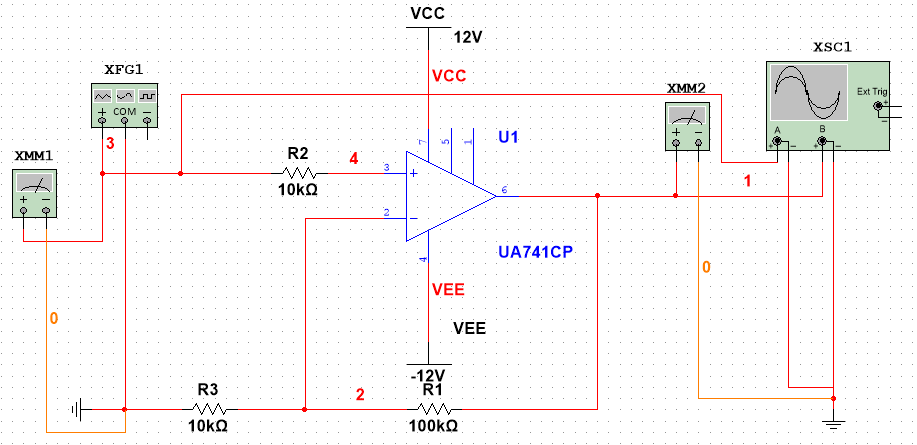 VCC
12V
XSC1
XFG1
VCC
XMM2
Ext Trig
+
−
+ COM −
A B
+ − + −
3
U1
7 5 1
XMM1
+ −
R2
4
3
+
10kΩ
1
2
−
6
+ −
UA741CP
4
0
VEE
0
VEE
-12V
R3
2
R1
10kΩ
100kΩ